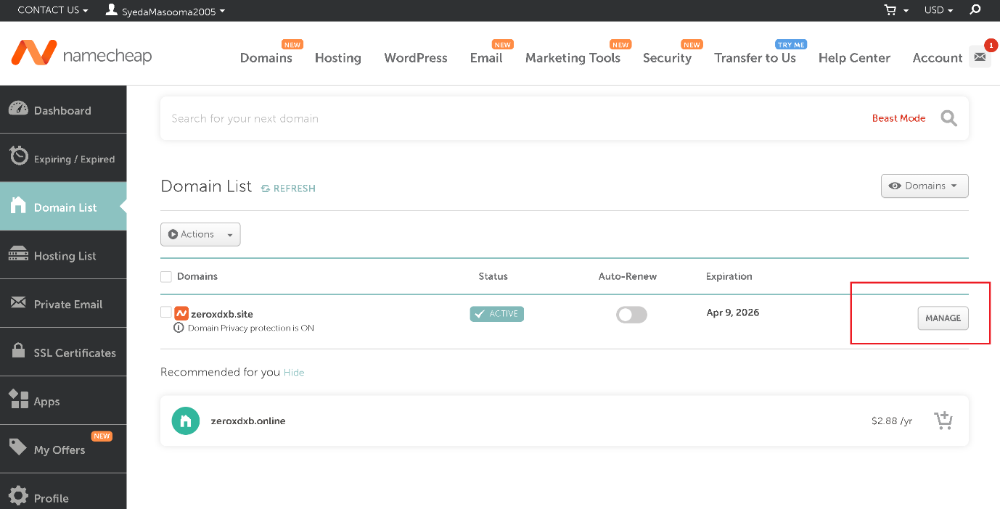 CONTACT US
SyedaMasooma2005
USD
namecheap
NEW
Domains
Hosting
WordPress
NEW
Email
NEW
Marketing Tools
NEW
Security
TRY ME
Transfer to Us
Help Center
Account
1
Dashboard
Expiring / Expired
Domain List
Hosting List
Private Email
SSL Certificates
Apps
NEW
My Offers
Profile
Search for your next domain
Beast Mode
Domain List
REFRESH
Domains
Actions
Domains Status Auto-Renew Expiration
zeroxdxb.site ACTIVE Apr 9, 2026 MANAGE
Domain Privacy protection is ON
Recommended for you Hide
zeroxdxb.online $2.88 /yr